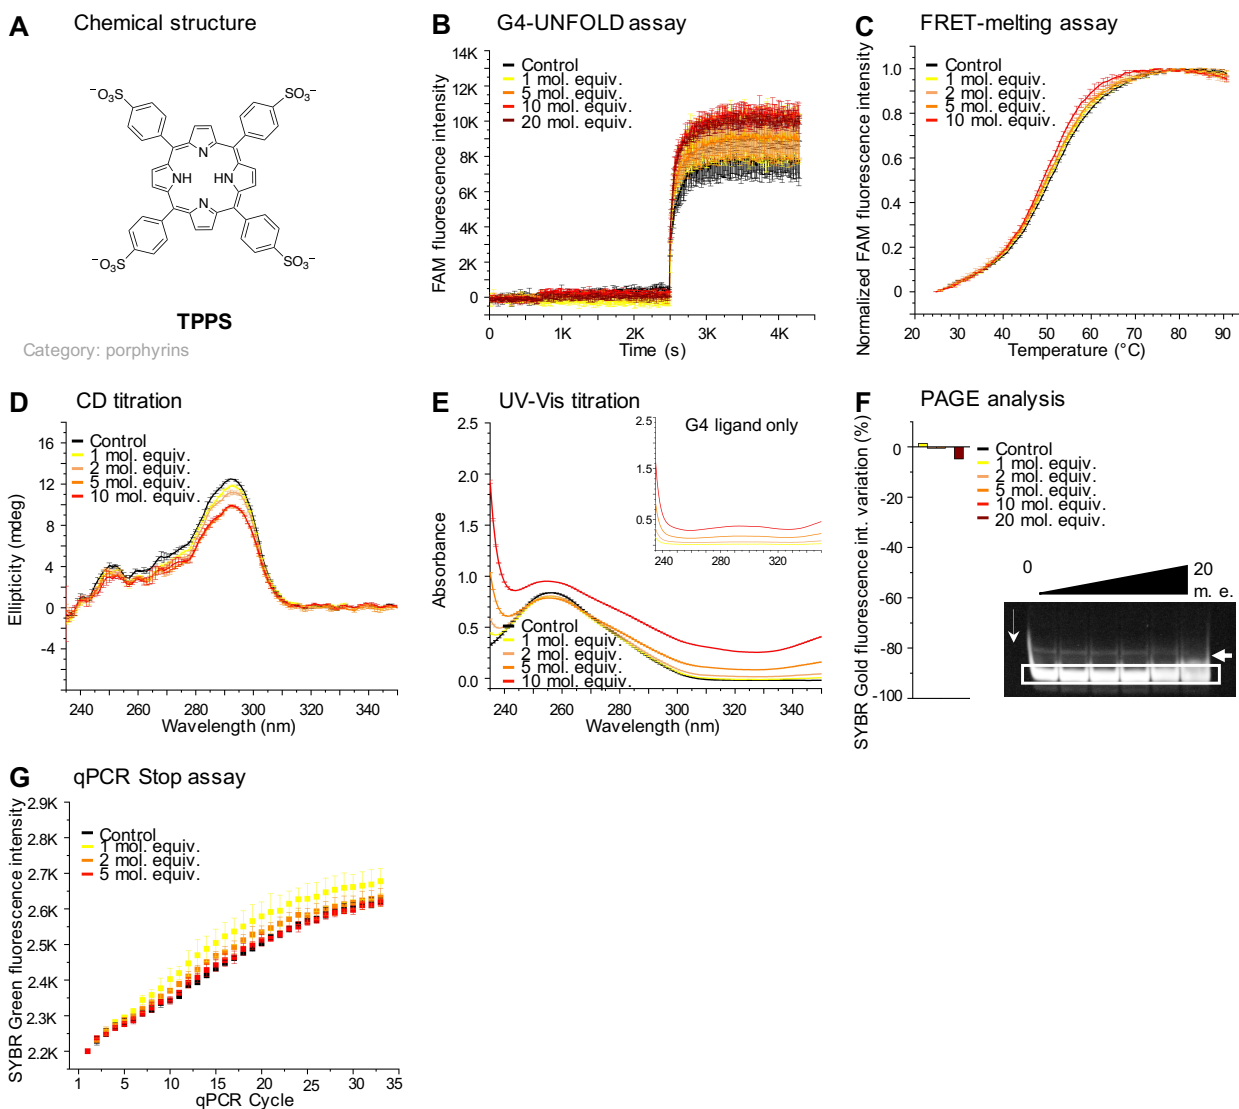 A Chemical structure
⁻O₃S
SO₃⁻
N
NH HN
N
⁻O₃S
SO₃⁻
TPPS
Category: porphyrins
B G4-UNFOLD assay
FAM fluorescence intensity
14K
12K
10K
8K
6K
4K
2K
0
Control
1 mol. equiv.
5 mol. equiv.
10 mol. equiv.
20 mol. equiv.
0 1K 2K 3K 4K
Time (s)
C FRET-melting assay
Normalized FAM fluorescence intensity
1.0
0.8
0.6
0.4
0.2
0
Control
1 mol. equiv.
2 mol. equiv.
5 mol. equiv.
10 mol. equiv.
20 30 40 50 60 70 80 90
Temperature (°C)
D CD titration
Ellipticity (mdeg)
16
12
8
4
0
-4
Control
1 mol. equiv.
2 mol. equiv.
5 mol. equiv.
10 mol. equiv.
240 260 280 300 320 340
Wavelength (nm)
E UV-Vis titration
Absorbance
2.5
2.0
1.5
1.0
0.5
0.0
2.5
1.5
0.5
G4 ligand only
240 280 320
Control
1 mol. equiv.
2 mol. equiv.
5 mol. equiv.
10 mol. equiv.
240 260 280 300 320 340
Wavelength (nm)
F PAGE analysis
SYBR Gold fluorescence int. variation (%)
0
-20
-40
-60
-80
-100
Control
1 mol. equiv.
2 mol. equiv.
5 mol. equiv.
10 mol. equiv.
20 mol. equiv.
0
20
m. e.
G qPCR Stop assay
SYBR Green fluorescence intensity
2.9K
2.8K
2.7K
2.6K
2.5K
2.4K
2.3K
2.2K
Control
1 mol. equiv.
2 mol. equiv.
5 mol. equiv.
1 5 10 15 20 25 30 35
qPCR Cycle